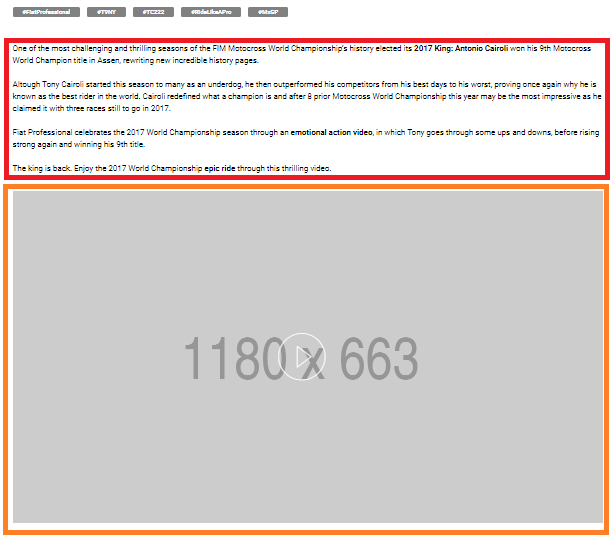 #FiatProfessional #T9NY #TC222 #RideLikeAPro #MxGP
One of the most challenging and thrilling seasons of the FIM Motocross World Championship's history elected its 2017 King: Antonio Cairoli won his 9th Motocross
World Champion title in Assen, rewriting new incredible history pages.
Altough Tony Cairoli started this season to many as an underdog, he then outperformed his competitors from his best days to his worst, proving once again why he is
known as the best rider in the world. Cairoli redefined what a champion is and after 8 prior Motocross World Championship this year may be the most impressive as he
claimed it with three races still to go in 2017.
Fiat Professional celebrates the 2017 World Championship season through an emotional action video, in which Tony goes through some ups and downs, before rising
strong again and winning his 9th title.
The king is back. Enjoy the 2017 World Championship epic ride through this thrilling video.
1180 x 663